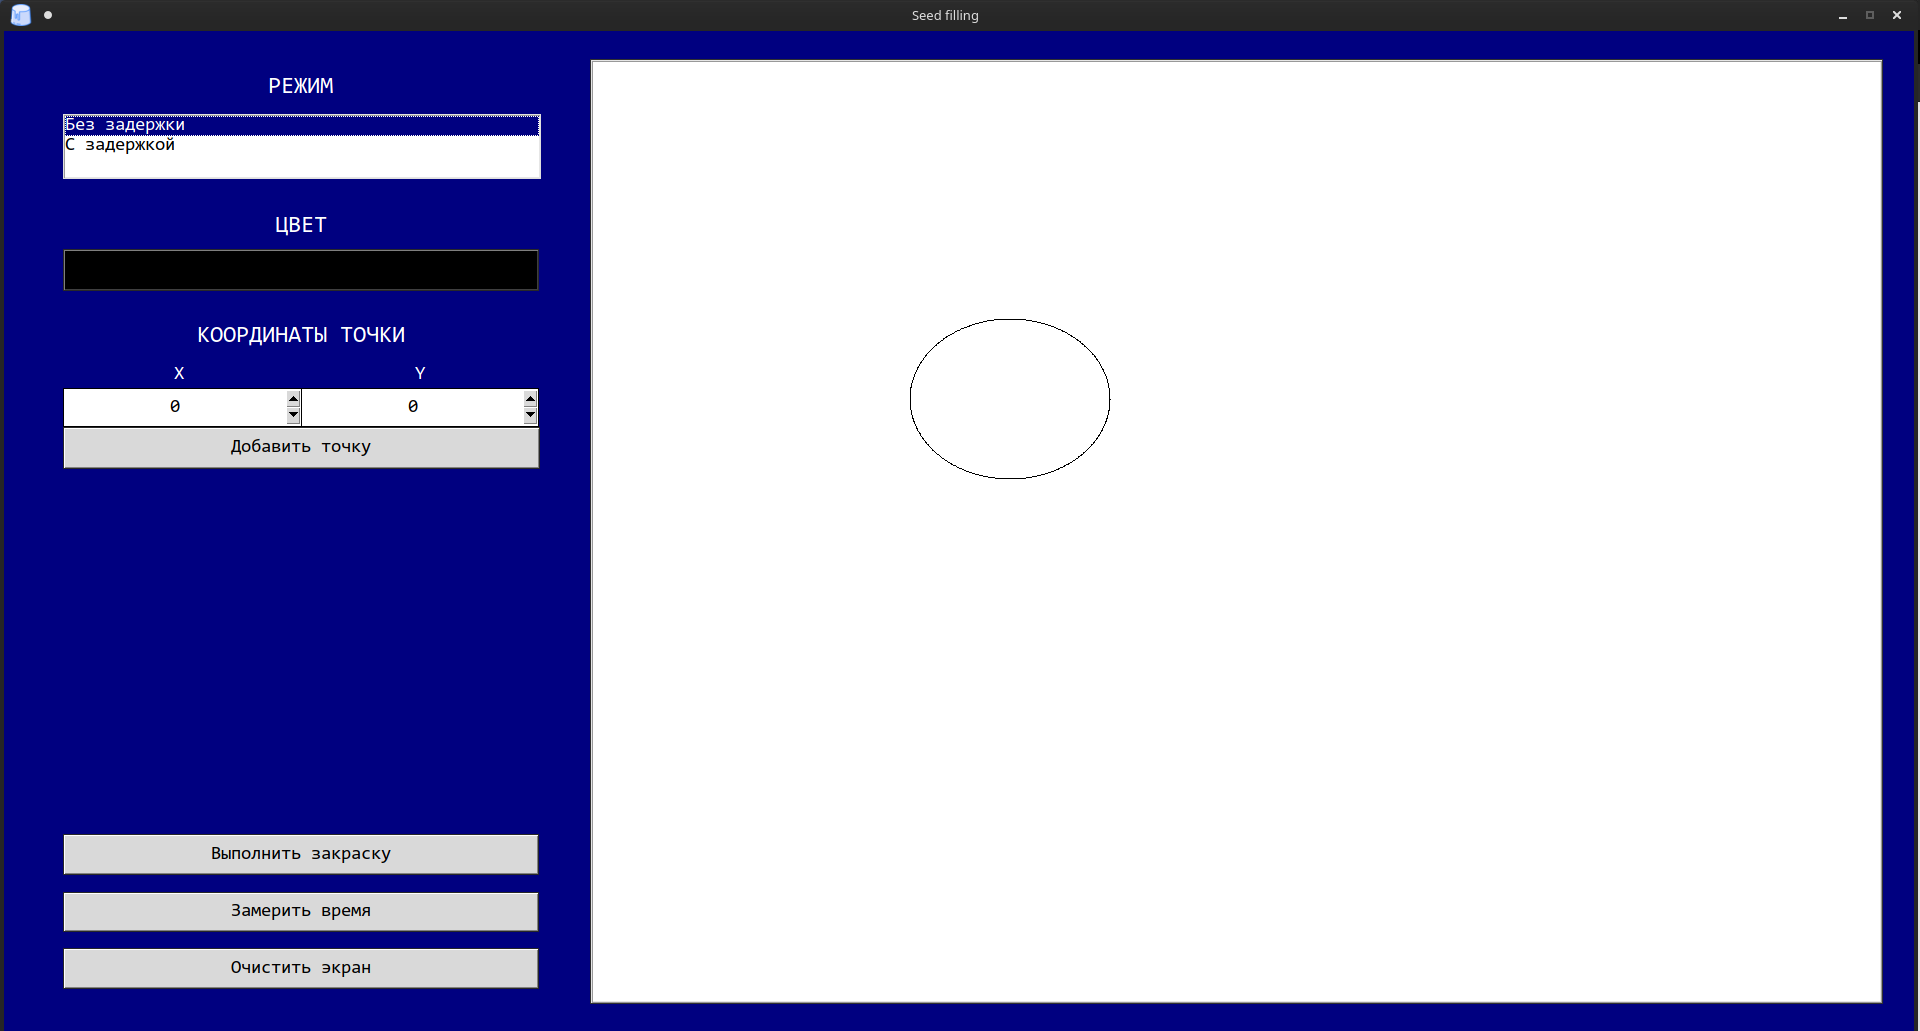 Seed filling
РЕЖИМ
Без задержки
С задержкой
ЦВЕТ
КООРДИНАТЫ ТОЧКИ
X Y
0 0
Добавить точку
Выполнить закраску
Замерить время
Очистить экран